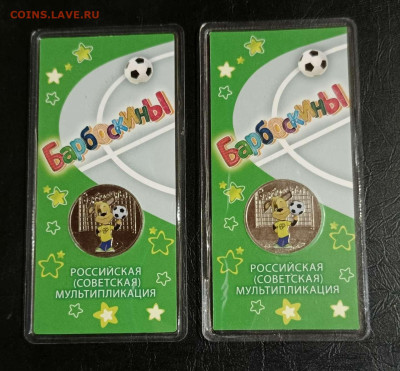 COINS.LAVE.RU
Барбоскины
РОССИЙСКАЯ
(СОВЕТСКАЯ)
МУЛЬТИПЛИКАЦИЯ
Барбоскины
РОССИЙСКАЯ
(СОВЕТСКАЯ)
МУЛЬТИПЛИКАЦИЯ